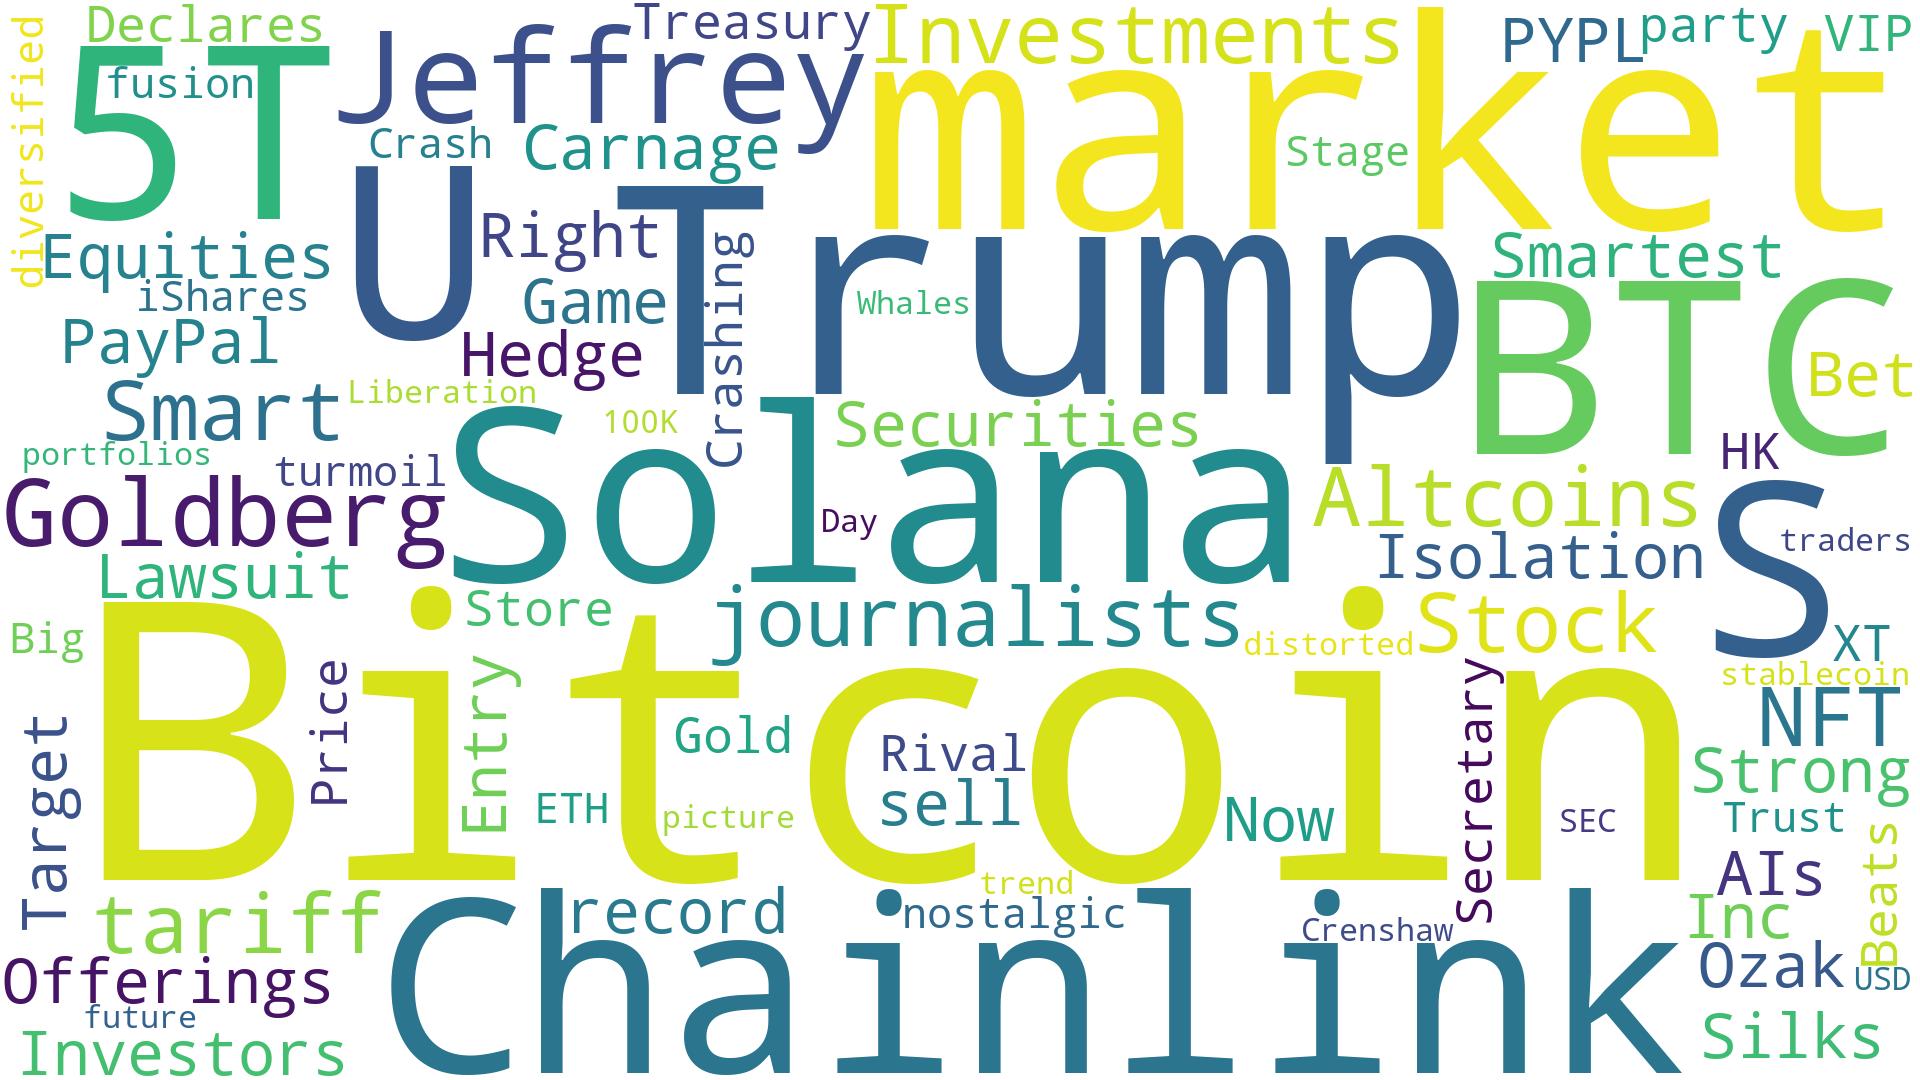 diversified
Declares
5T
fusion
Jeffrey
Treasury
Investments
market
PYPL
party
VIP
Crash
Carnage
Stage
U
Trump
Right
Equities
iShares
Game
Crashing
Whales
Smartest
BTC
PayPal
Hedge
Bet
Smart
Liberation
100K
Solana
Securities
portfolios
turmoil
HK
Goldberg
Day
Altcoins
S
Isolation
traders
Lawsuit
Store
journalists
Stock
Big
distorted
XT
stablecoin
Bitcoin
Price
Entry
Secretary
NFT
Target
Gold
Rival
Strong
ETH
picture
sell
Now
SEC
Trust
Beats
AIs
trend
tariff
record
nostalgic
Crenshaw
Inc
Chainlink
Ozak
USD
Offerings
future
Investors
Silks